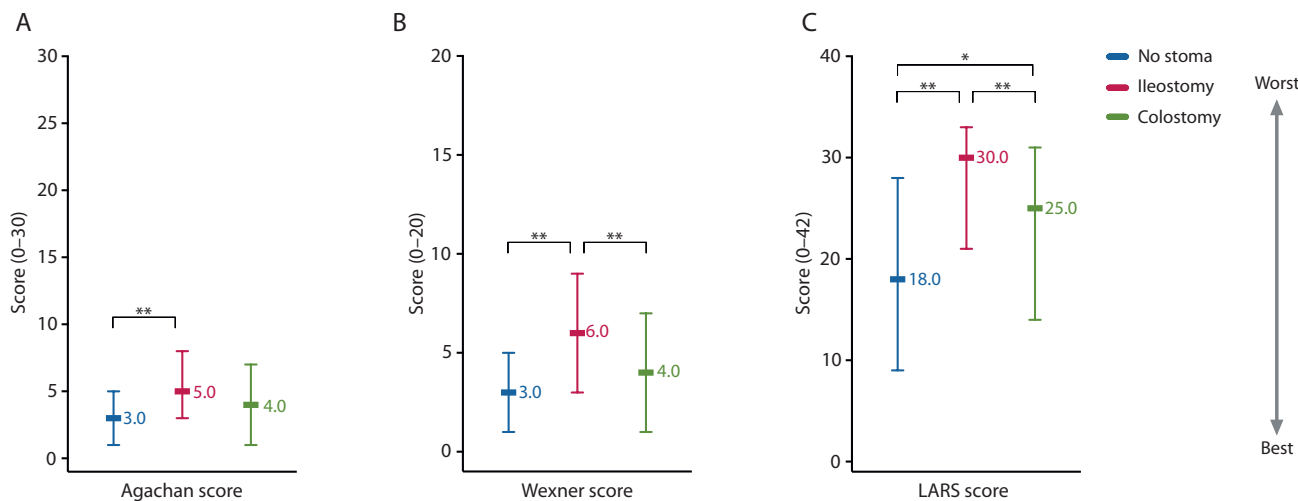 A
Score (0–30)
30
25
20
15
10
5
0
**
3.0
5.0
4.0
Agachan score
B
Score (0–20)
20
15
10
5
0
**
**
3.0
6.0
4.0
Wexner score
C
Score (0–42)
40
30
20
10
0
*
**
**
18.0
30.0
25.0
LARS score
No stoma
Ileostomy
Colostomy
Worst
Best